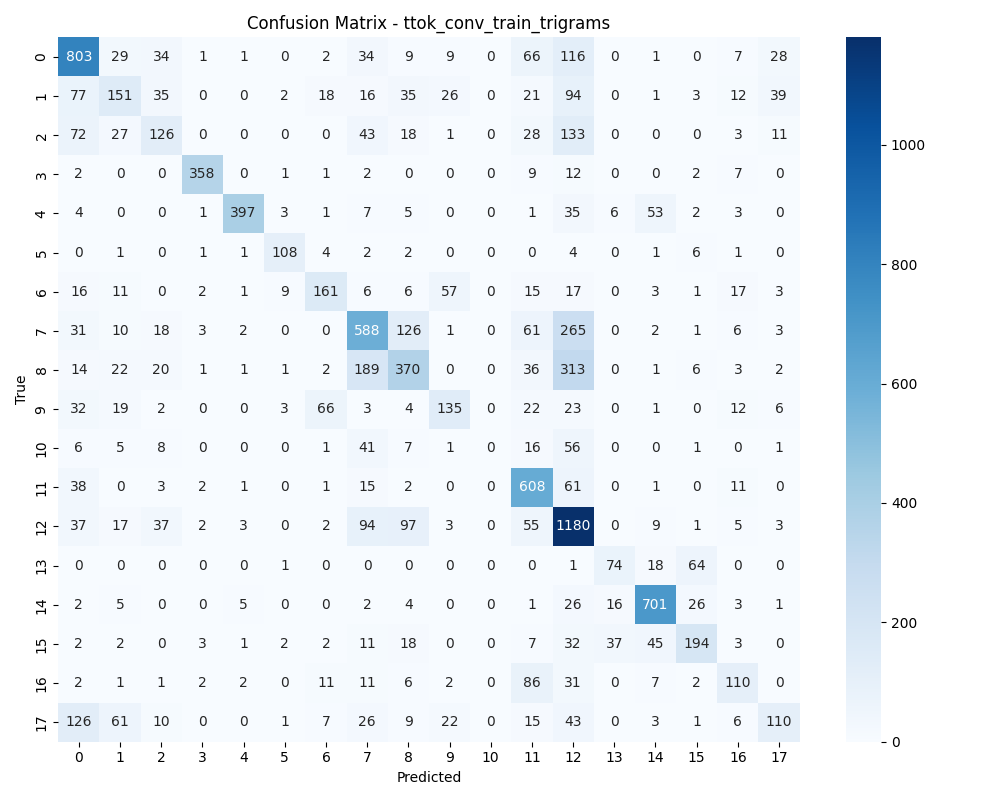 Confusion Matrix - ttok_conv_train_trigrams
True
0 803 29 34 1 1 0 2 34 9 9 0 66 116 0 1 0 7 28
1 77 151 35 0 0 2 18 16 35 26 0 21 94 0 1 3 12 39
2 72 27 126 0 0 0 0 43 18 1 0 28 133 0 0 0 3 11
3 2 0 0 358 0 1 1 2 0 0 0 9 12 0 0 2 7 0
4 4 0 0 1 397 3 1 7 5 0 0 1 35 6 53 2 3 0
5 0 1 0 1 1 108 4 2 2 0 0 0 4 0 1 6 1 0
6 16 11 0 2 1 9 161 6 6 57 0 15 17 0 3 1 17 3
7 31 10 18 3 2 0 0 588 126 1 0 61 265 0 2 1 6 3
8 14 22 20 1 1 1 2 189 370 0 0 36 313 0 1 6 3 2
9 32 19 2 0 0 3 66 3 4 135 0 22 23 0 1 0 12 6
10 6 5 8 0 0 0 1 41 7 1 0 16 56 0 0 1 0 1
11 38 0 3 2 1 0 1 15 2 0 0 608 61 0 1 0 11 0
12 37 17 37 2 3 0 2 94 97 3 0 55 1180 0 9 1 5 3
13 0 0 0 0 0 1 0 0 0 0 0 0 1 74 18 64 0 0
14 2 5 0 0 5 0 0 2 4 0 0 1 26 16 701 26 3 1
15 2 2 0 3 1 2 2 11 18 0 0 7 32 37 45 194 3 0
16 2 1 1 2 2 0 11 11 6 2 0 86 31 0 7 2 110 0
17 126 61 10 0 0 1 7 26 9 22 0 15 43 0 3 1 6 110
0 1 2 3 4 5 6 7 8 9 10 11 12 13 14 15 16 17
Predicted
1000
800
600
400
200
0